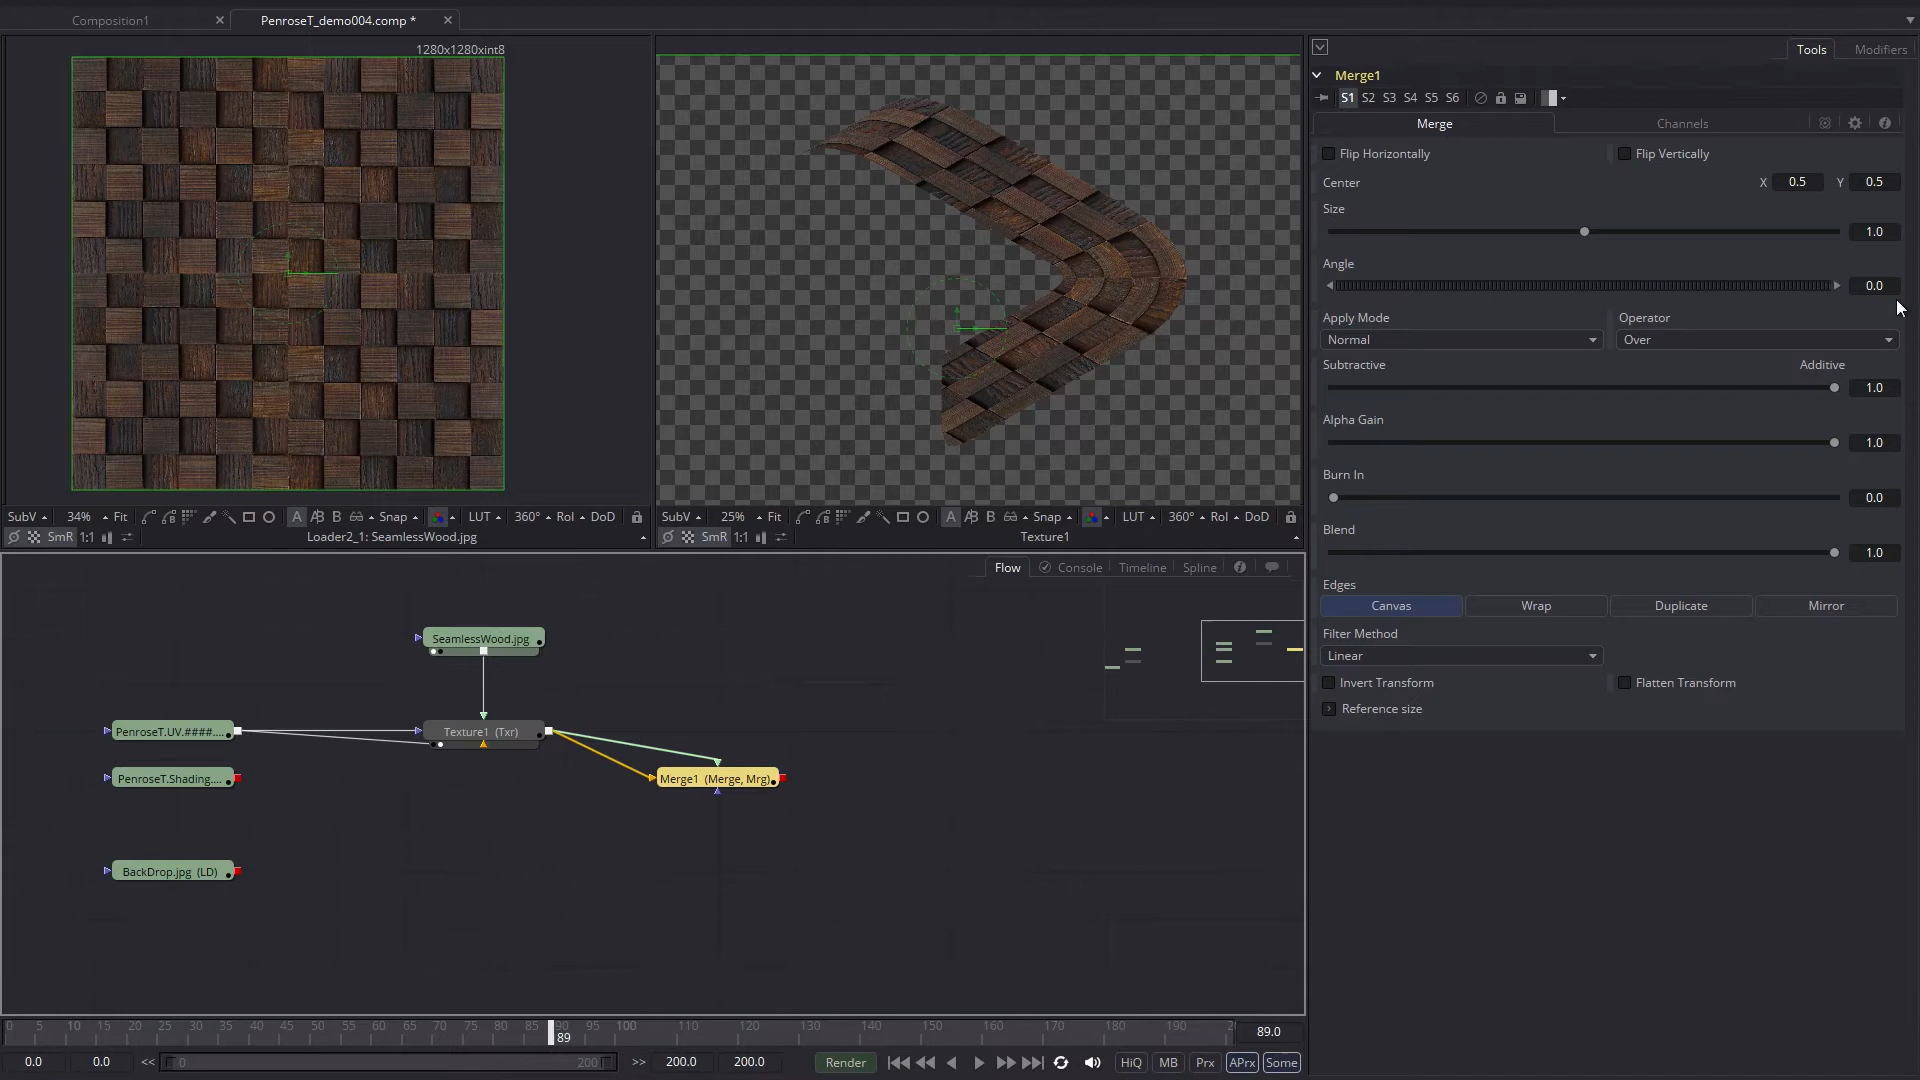 Composition1
PenroseT_demo004.comp *
1280x1280xint8
Tools
Modifiers
Merge1
S1 S2 S3 S4 S5 S6
Merge
Channels
Flip Horizontally
Flip Vertically
Center
X 0.5 Y 0.5
Size
1.0
Angle
0.0
Apply Mode
Operator
Normal
Over
Subtractive
Additive
1.0
Alpha Gain
1.0
Burn In
0.0
Blend
1.0
Edges
Canvas Wrap Duplicate Mirror
Filter Method
Linear
Invert Transform
Flatten Transform
Reference size
SubV 34% Fit A B Snap LUT 360° RoI DoD
SmR 1:1 Loader2_1: SeamlessWood.jpg
SubV 25% Fit A B Snap LUT 360° RoI DoD
SmR 1:1 Texture1
Flow Console Timeline Spline
SeamlessWood.jpg
PenroseT.UV.####....
Texture1 (Txr)
PenroseT.Shading....
Merge1 (Merge, Mrg)
BackDrop.jpg (LD)
0 5 10 15 20 25 30 35 40 45 50 55 60 65 70 75 80 85 90 95 100 110 120 130 140 150 160 170 180 190 2
89
89.0
0.0 0.0 << 0 200 >> 200.0 200.0 Render HiQ MB Prx APrx Some